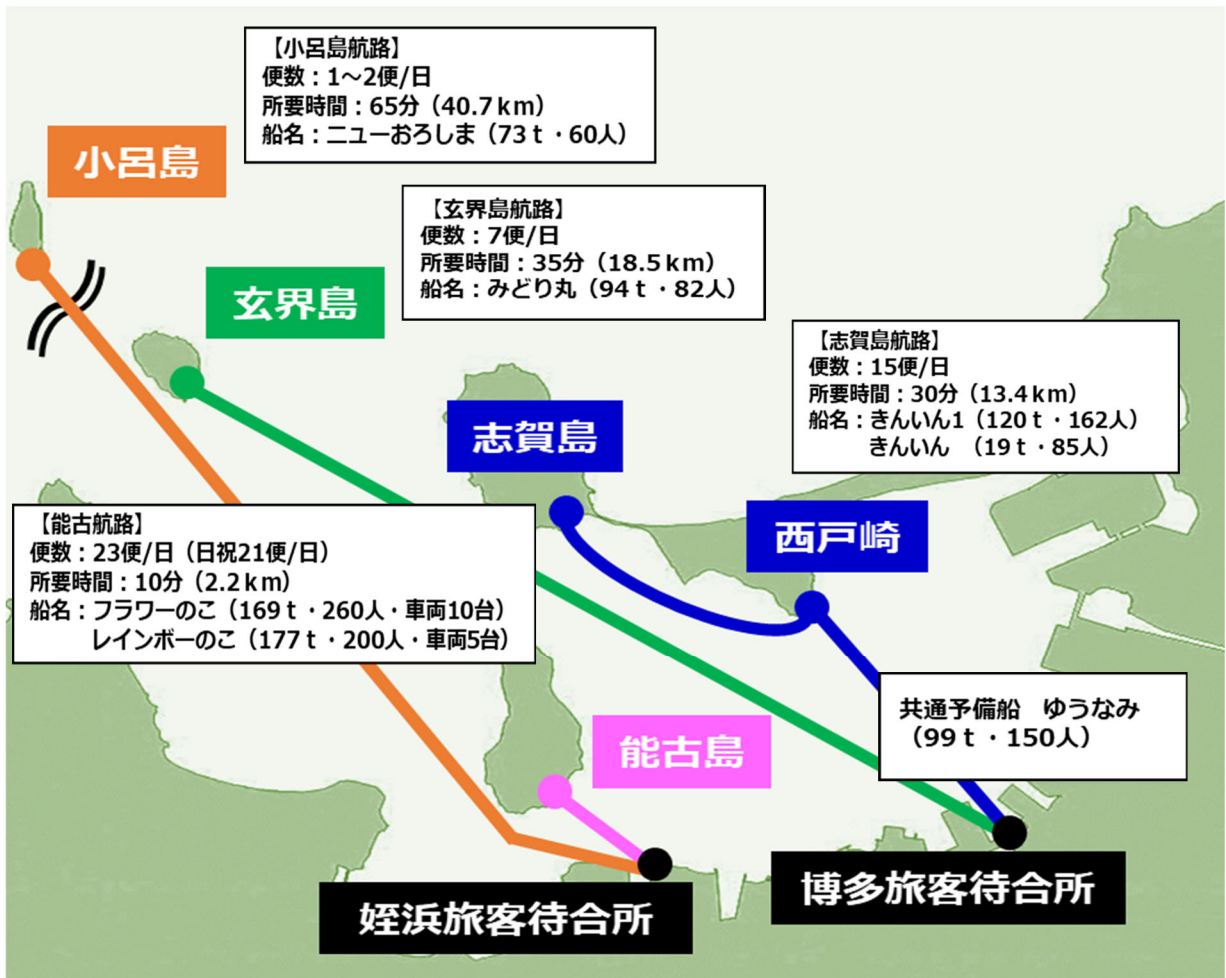 【小呂島航路】
便数：1～2便/日
所要時間：65分（40.7ｋｍ）
船名：ニューおろしま（73ｔ・60人）
小呂島
【玄界島航路】
便数：7便/日
所要時間：35分（18.5ｋｍ）
船名：みどり丸（94ｔ・82人）
玄界島
【志賀島航路】
便数：15便/日
所要時間：30分（13.4ｋｍ）
船名：きんいん1（120ｔ・162人）
きんいん　（19ｔ・85人）
志賀島
西戸崎
【能古航路】
便数：23便/日（日祝21便/日）
所要時間：10分（2.2ｋｍ）
船名：フラワーのこ（169ｔ・260人・車両10台）
レインボーのこ（177ｔ・200人・車両5台）
共通予備船　ゆうなみ
（99ｔ・150人）
能古島
博多旅客待合所
姪浜旅客待合所